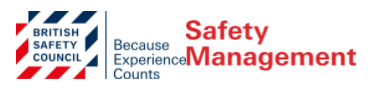 BRITISH
SAFETY
COUNCIL
Because
Experience
Counts
Safety
Management